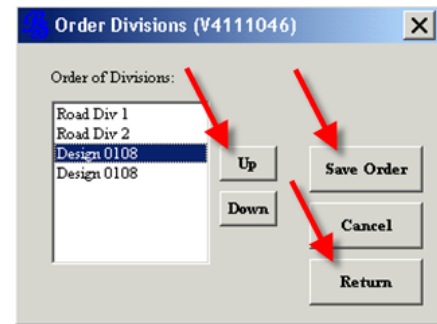 Order Divisions (V4111046)
Order of Divisions:
Road Div 1
Road Div 2
Design 0108
Design 0108
Up
Down
Save Order
Cancel
Return